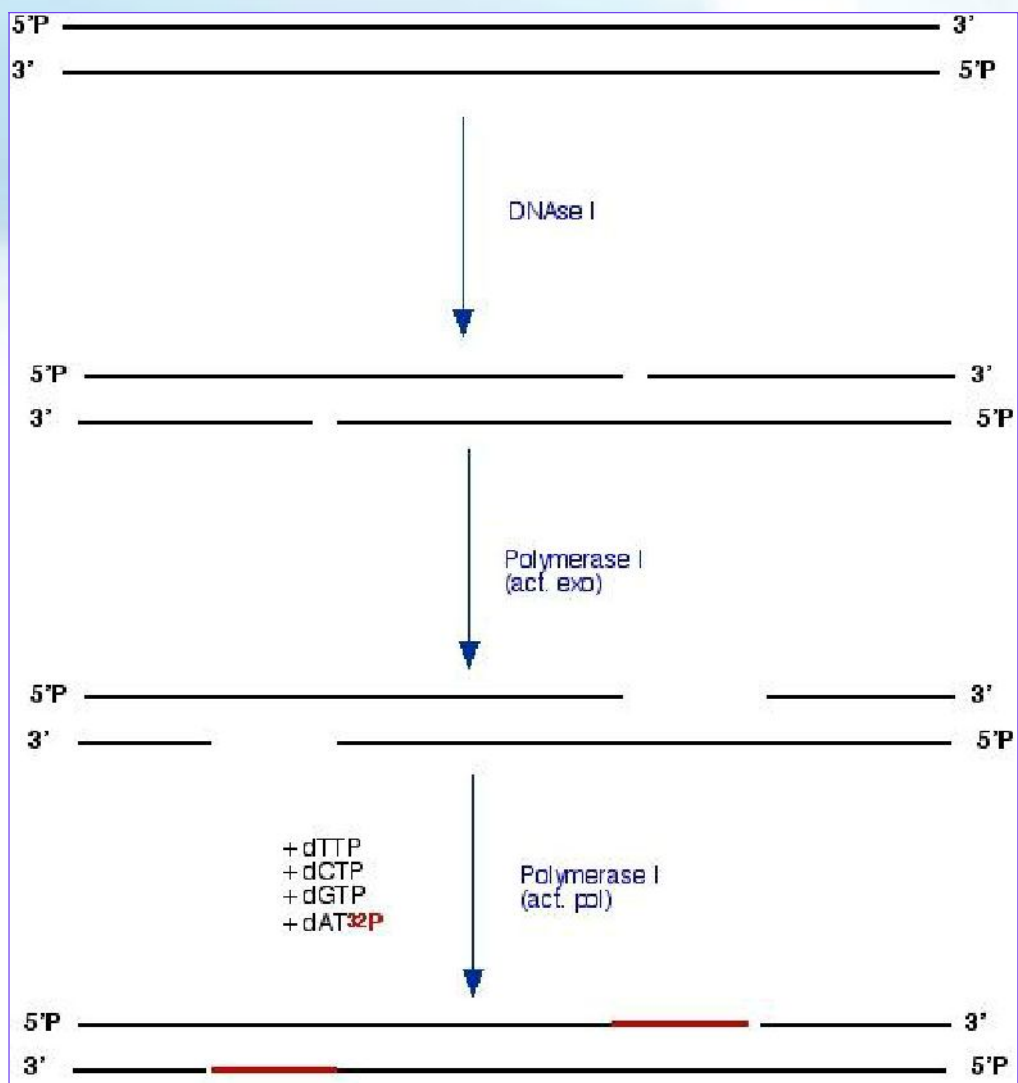 5'P 3'
3' 5'P
DNAse I
5'P 3'
3' 5'P
Polymerase I
(act. exo)
5'P 3'
3' 5'P
+ dTTP
+ dCTP
+ dGTP
+ dAT32P
Polymerase I
(act. pol)
5'P 3'
3' 5'P